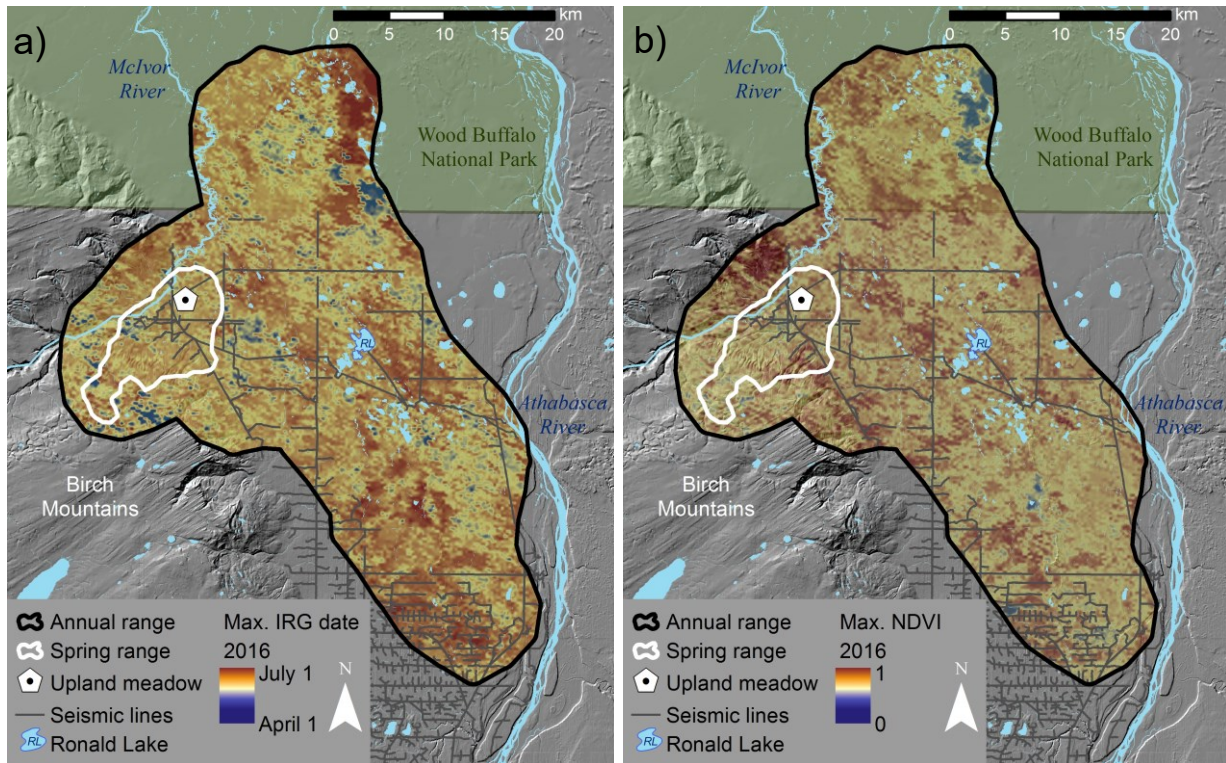 a)
km
0 5 10 15 20 25
McIvor
River
Wood Buffalo
National Park
RL
Athabasca
River
Birch
Mountains
Annual range
Spring range
Upland meadow
Seismic lines
RL
Ronald Lake
Max. IRG date
2016
July 1
April 1
N
b)
km
0 5 10 15 20 25
McIvor
River
Wood Buffalo
National Park
RL
Athabasca
River
Birch
Mountains
Annual range
Spring range
Upland meadow
Seismic lines
RL
Ronald Lake
Max. NDVI
2016
1
0
N